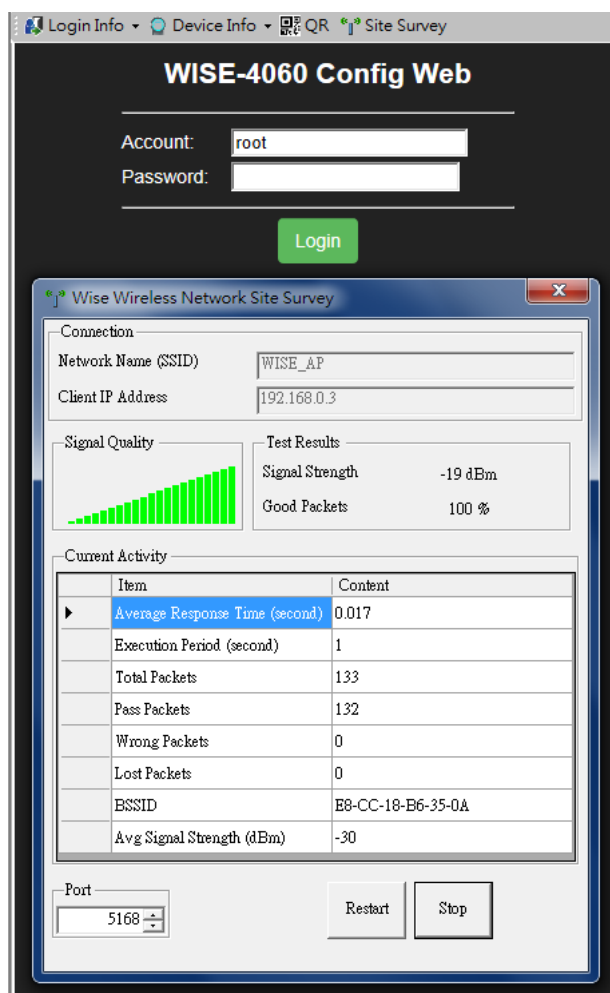 Login Info Device Info QR Site Survey
WISE-4060 Config Web
Account: root
Password:
Login
Wise Wireless Network Site Survey
Connection
Network Name (SSID) WISE_AP
Client IP Address 192.168.0.3
Signal Quality Test Results
Signal Strength -19 dBm
Good Packets 100 %
Current Activity
Item Content
Average Response Time (second) 0.017
Execution Period (second) 1
Total Packets 133
Pass Packets 132
Wrong Packets 0
Lost Packets 0
BSSID E8-CC-18-B6-35-0A
Avg Signal Strength (dBm) -30
Port
5168 Restart Stop